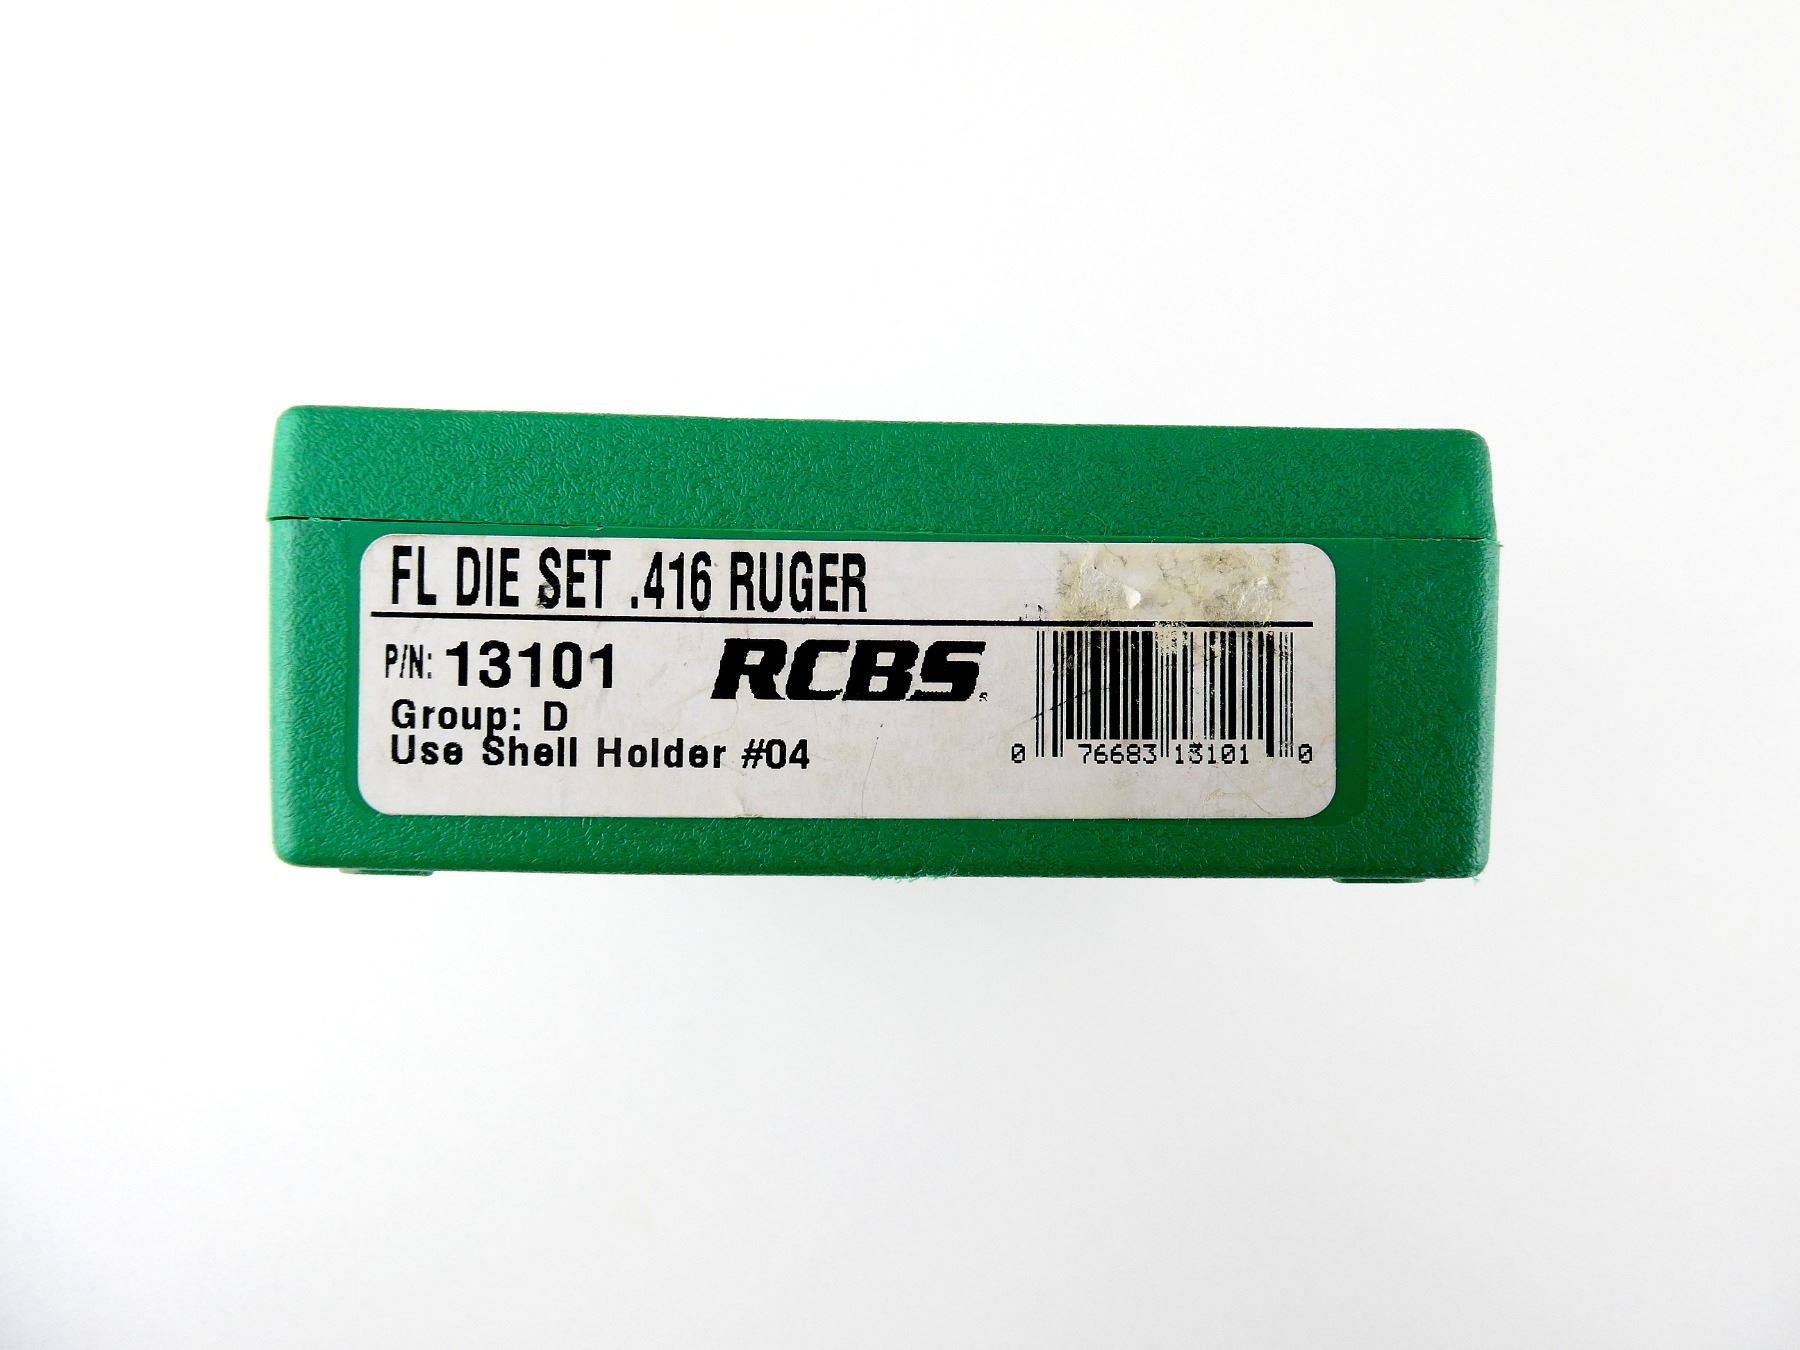 FL DIE SET .416 RUGER
P/N: 13101 RCBS
Group: D
Use Shell Holder #04
0 76683 13101 0